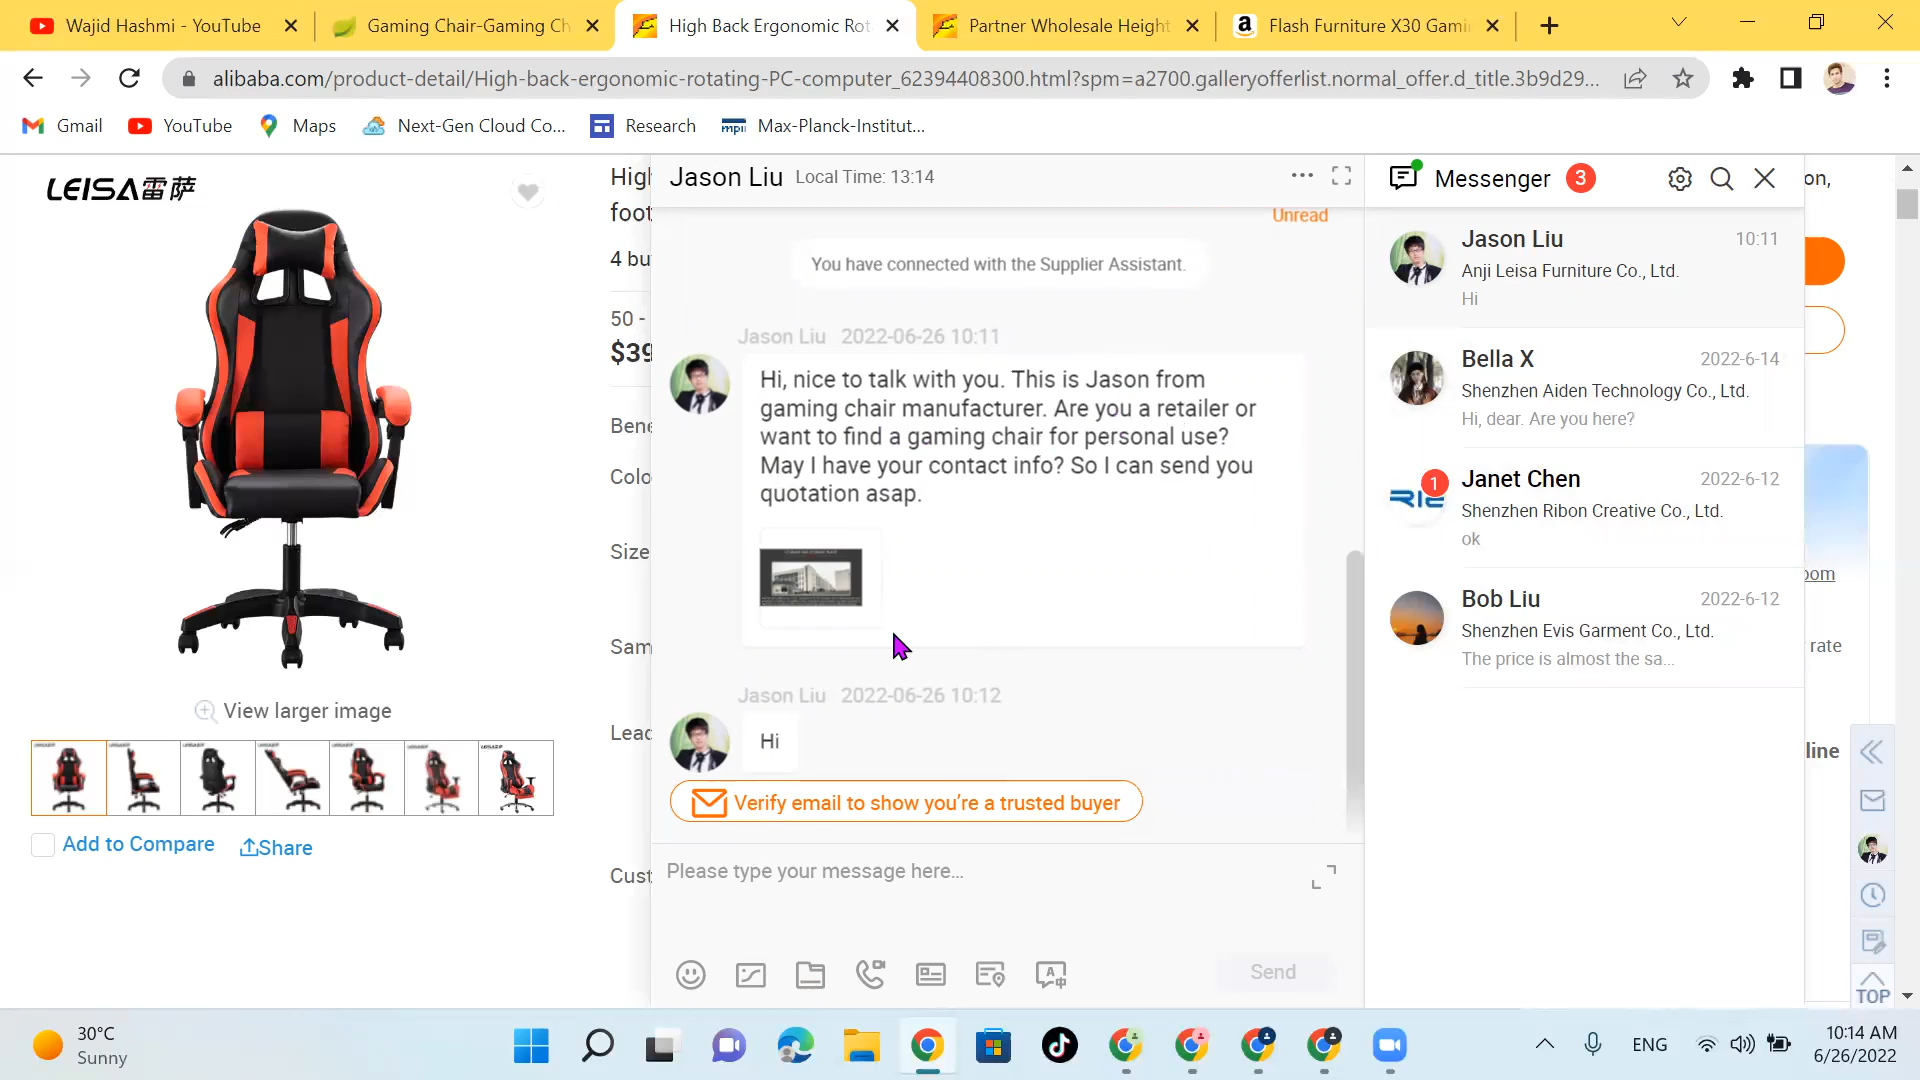 Wajid Hashmi - YouTube
Gaming Chair-Gaming Ch
High Back Ergonomic Rot
Partner Wholesale Height
Flash Furniture X30 Gami
alibaba.com/product-detail/High-back-ergonomic-rotating-PC-computer_62394408300.html?spm=a2700.galleryofferlist.normal_offer.d_title.3b9d29...
Gmail
YouTube
Maps
Next-Gen Cloud Co...
Research
Max-Planck-Institut...
LEISA雷萨
High
foot
4 bu
50 -
$39
Bene
Colo
Size
Sam
Lead
Cust
View larger image
Add to Compare
Share
Jason Liu Local Time: 13:14
Unread
You have connected with the Supplier Assistant.
Jason Liu 2022-06-26 10:11
Hi, nice to talk with you. This is Jason from
gaming chair manufacturer. Are you a retailer or
want to find a gaming chair for personal use?
May I have your contact info? So I can send you
quotation asap.
Jason Liu 2022-06-26 10:12
Hi
Verify email to show you’re a trusted buyer
Please type your message here...
Send
Messenger 3
Jason Liu 10:11
Anji Leisa Furniture Co., Ltd.
Hi
Bella X 2022-6-14
Shenzhen Aiden Technology Co., Ltd.
Hi, dear. Are you here?
1
Janet Chen 2022-6-12
Shenzhen Ribon Creative Co., Ltd.
ok
Bob Liu 2022-6-12
Shenzhen Evis Garment Co., Ltd.
The price is almost the sa...
on,
oom
rate
line
TOP
30°C
Sunny
ENG
10:14 AM
6/26/2022